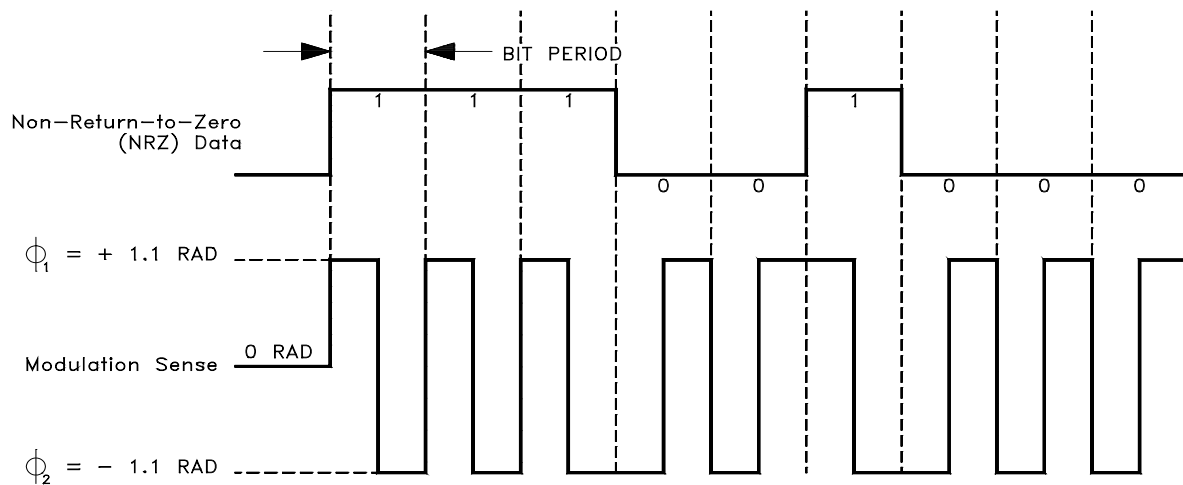 BIT PERIOD
1 1 1 1
Non-Return-to-Zero
(NRZ) Data
0 0 0 0 0
ϕ1 = + 1.1 RAD
0 RAD
Modulation Sense
ϕ2 = - 1.1 RAD